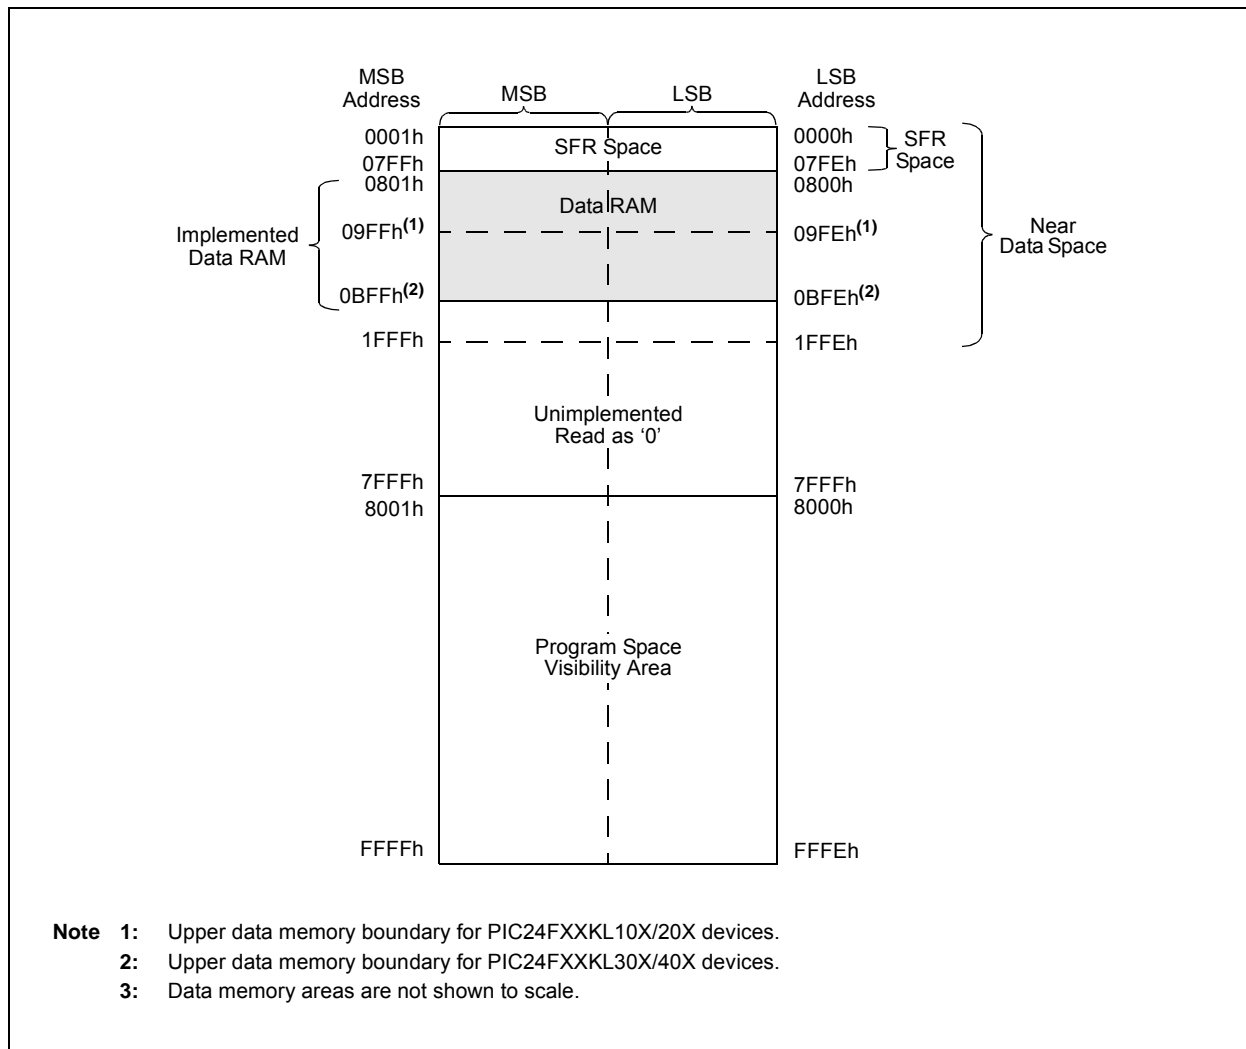 MSB
Address
MSB
LSB
LSB
Address
0001h
SFR Space
0000h
SFR
Space
07FFh
07FEh
0801h
0800h
Data RAM
Implemented
Data RAM
09FFh(1)
09FEh(1)
Near
Data Space
0BFFh(2)
0BFEh(2)
1FFFh
1FFEh
Unimplemented
Read as ‘0’
7FFFh
7FFFh
8001h
8000h
Program Space
Visibility Area
FFFFh
FFFEh
Note 1: Upper data memory boundary for PIC24FXXKL10X/20X devices.
2: Upper data memory boundary for PIC24FXXKL30X/40X devices.
3: Data memory areas are not shown to scale.